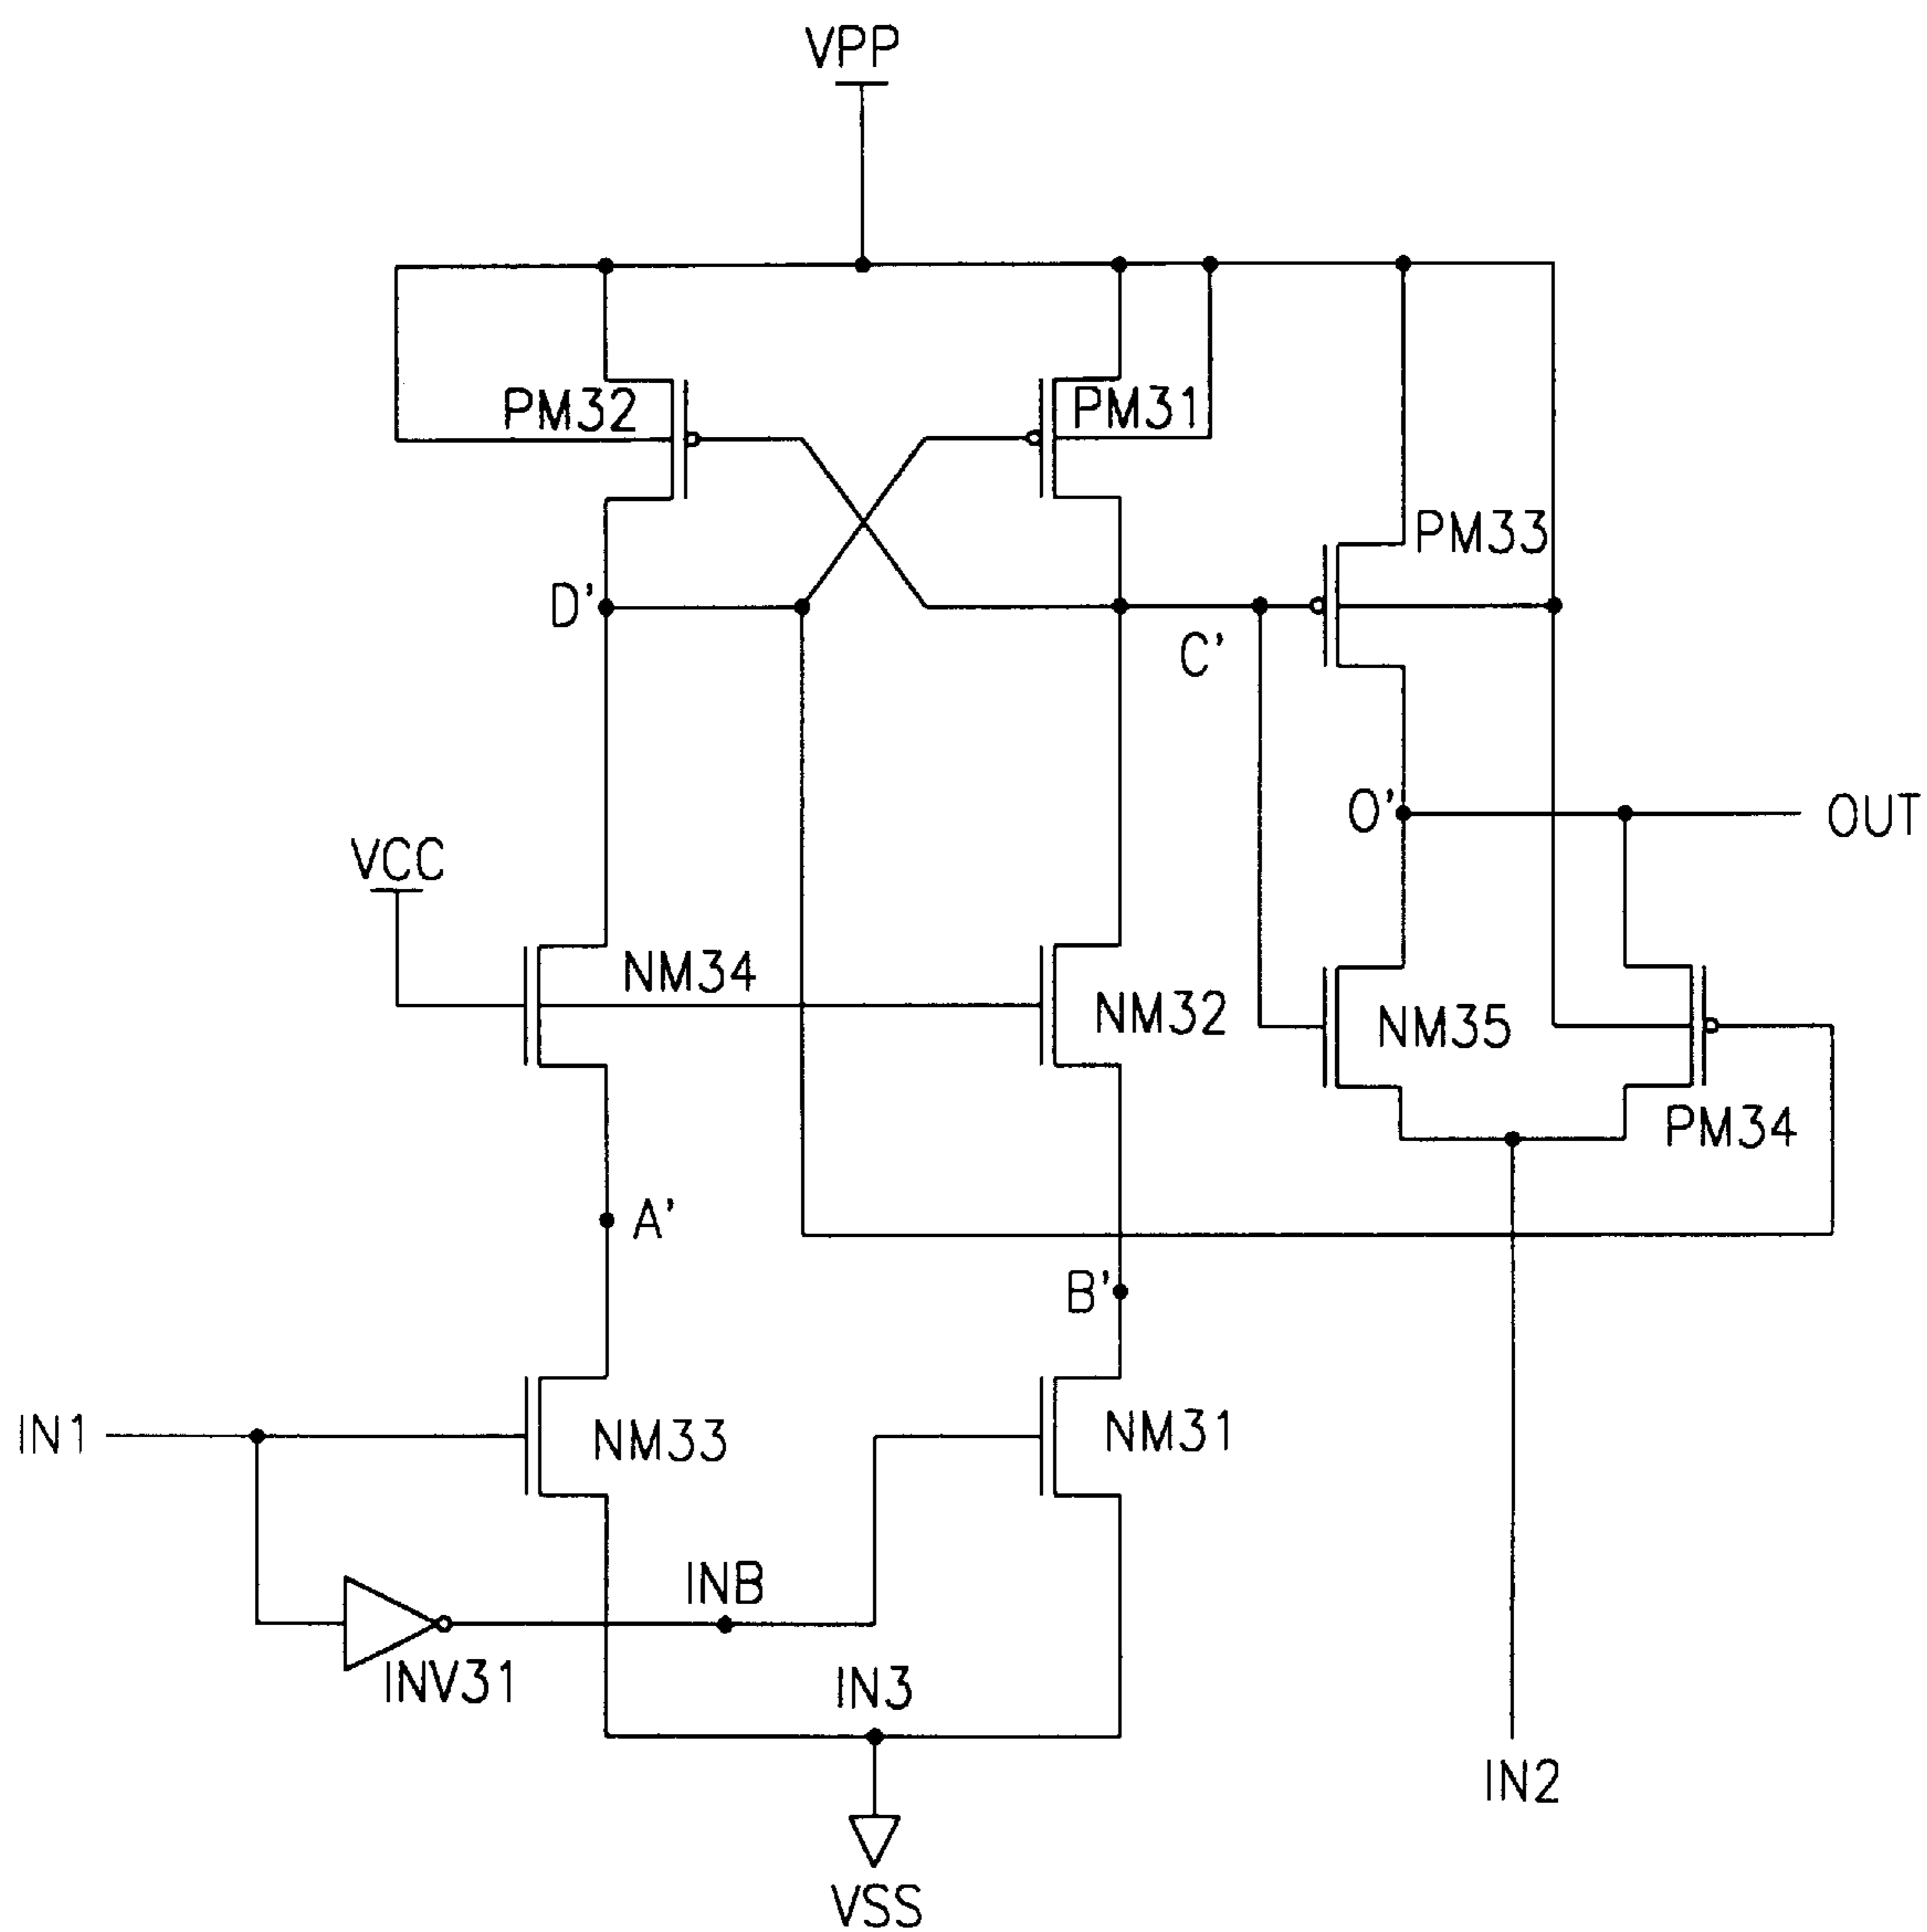 VPP
PM32
PM31
PM33
D'
C'
O'
OUT
VCC
NM34
NM32
NM35
PM34
A'
B'
IN1
NM33
NM31
INB
INV31
IN3
IN2
VSS